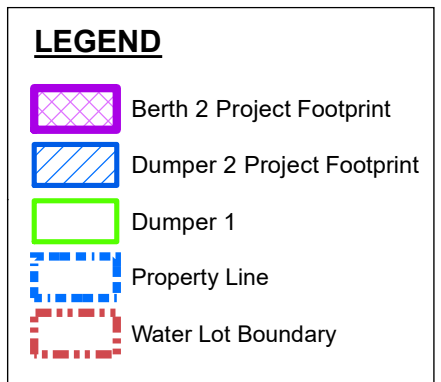 LEGEND
Berth 2 Project Footprint
Dumper 2 Project Footprint
Dumper 1
Property Line
Water Lot Boundary